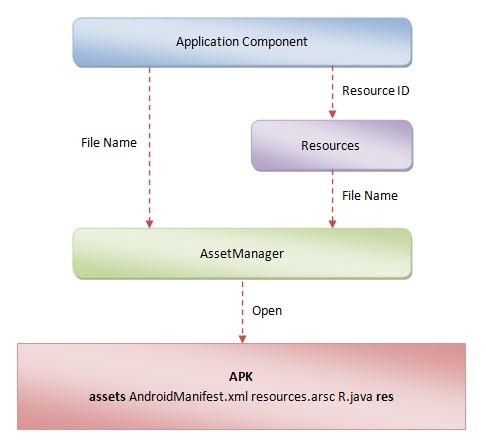 Application Component
Resource ID
File Name
Resources
File Name
AssetManager
Open
APK
assets AndroidManifest.xml resources.arsc R.java res